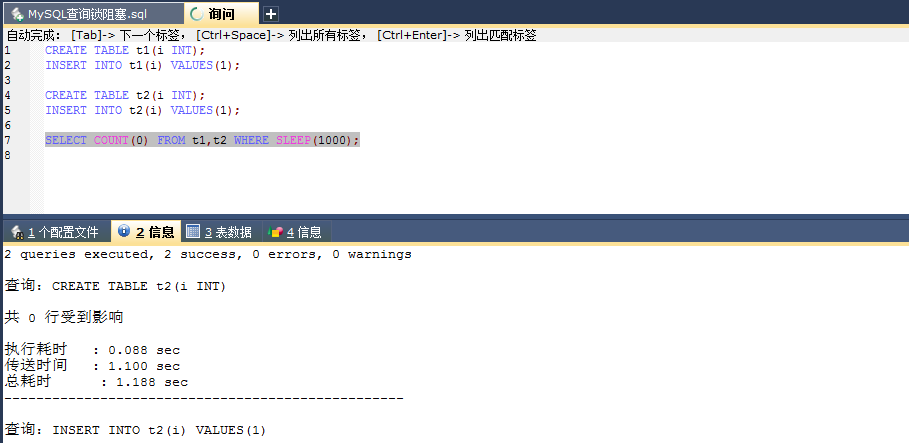 MySQL查询锁阻塞.sql
询问
自动完成: [Tab]-> 下一个标签, [Ctrl+Space]-> 列出所有标签, [Ctrl+Enter]-> 列出匹配标签
1 CREATE TABLE t1(i INT);
2 INSERT INTO t1(i) VALUES(1);
3
4 CREATE TABLE t2(i INT);
5 INSERT INTO t2(i) VALUES(1);
6
7 SELECT COUNT(0) FROM t1,t2 WHERE SLEEP(1000);
8
1 个配置文件 2 信息 3 表数据 4 信息
2 queries executed, 2 success, 0 errors, 0 warnings
查询: CREATE TABLE t2(i INT)
共 0 行受到影响
执行耗时 : 0.088 sec
传送时间 : 1.100 sec
总耗时 : 1.188 sec
--------------------------------------------------
查询: INSERT INTO t2(i) VALUES(1)